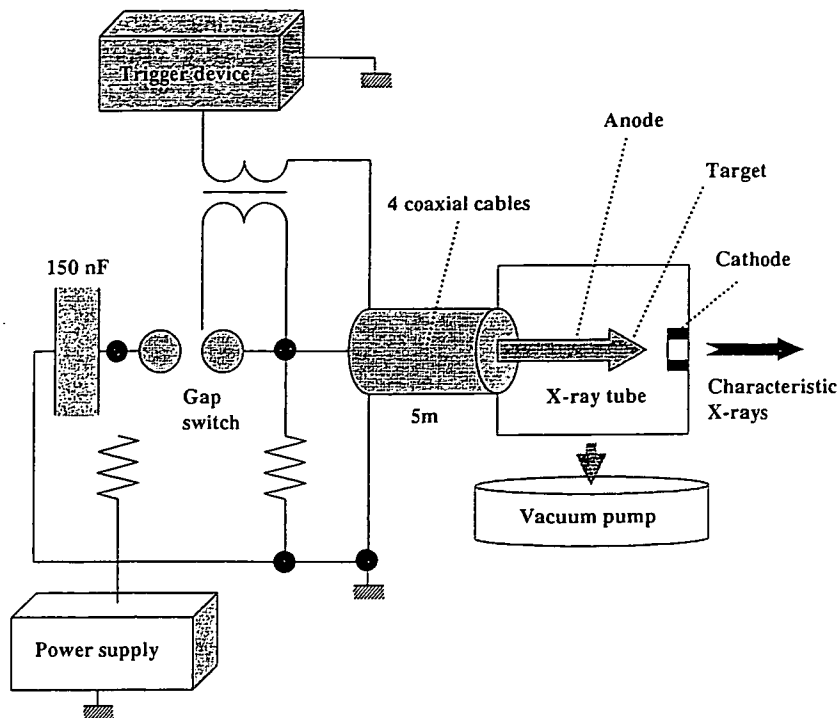 Trigger device
Anode
Target
4 coaxial cables
Cathode
150 nF
Gap
switch
5m
X-ray tube
Characteristic
X-rays
Vacuum pump
Power supply